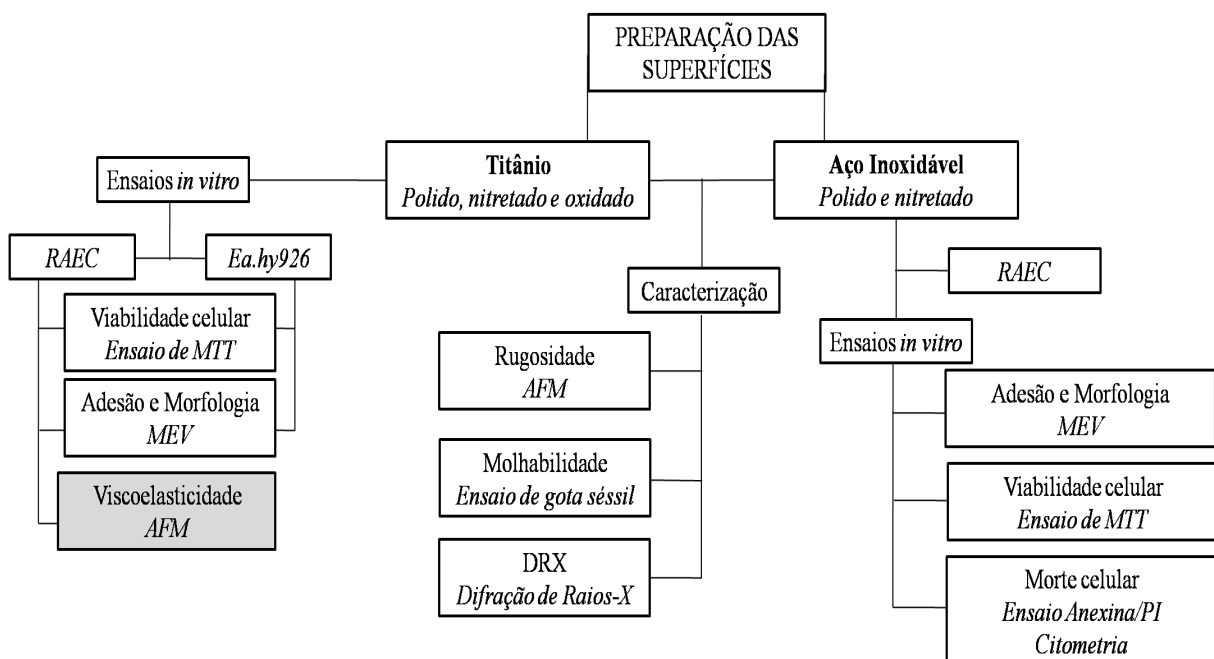 PREPARAÇÃO DAS
SUPERFÍCIES
Titânio
Polido, nitretado e oxidado
Aço Inoxidável
Polido e nitretado
Ensaios in vitro
RAEC
Ea.hy926
Viabilidade celular
Ensaio de MTT
Adesão e Morfologia
MEV
Viscoelasticidade
AFM
Caracterização
Rugosidade
AFM
Molhabilidade
Ensaio de gota séssil
DRX
Difração de Raios-X
RAEC
Ensaios in vitro
Adesão e Morfologia
MEV
Viabilidade celular
Ensaio de MTT
Morte celular
Ensaio Anexina/PI
Citometria